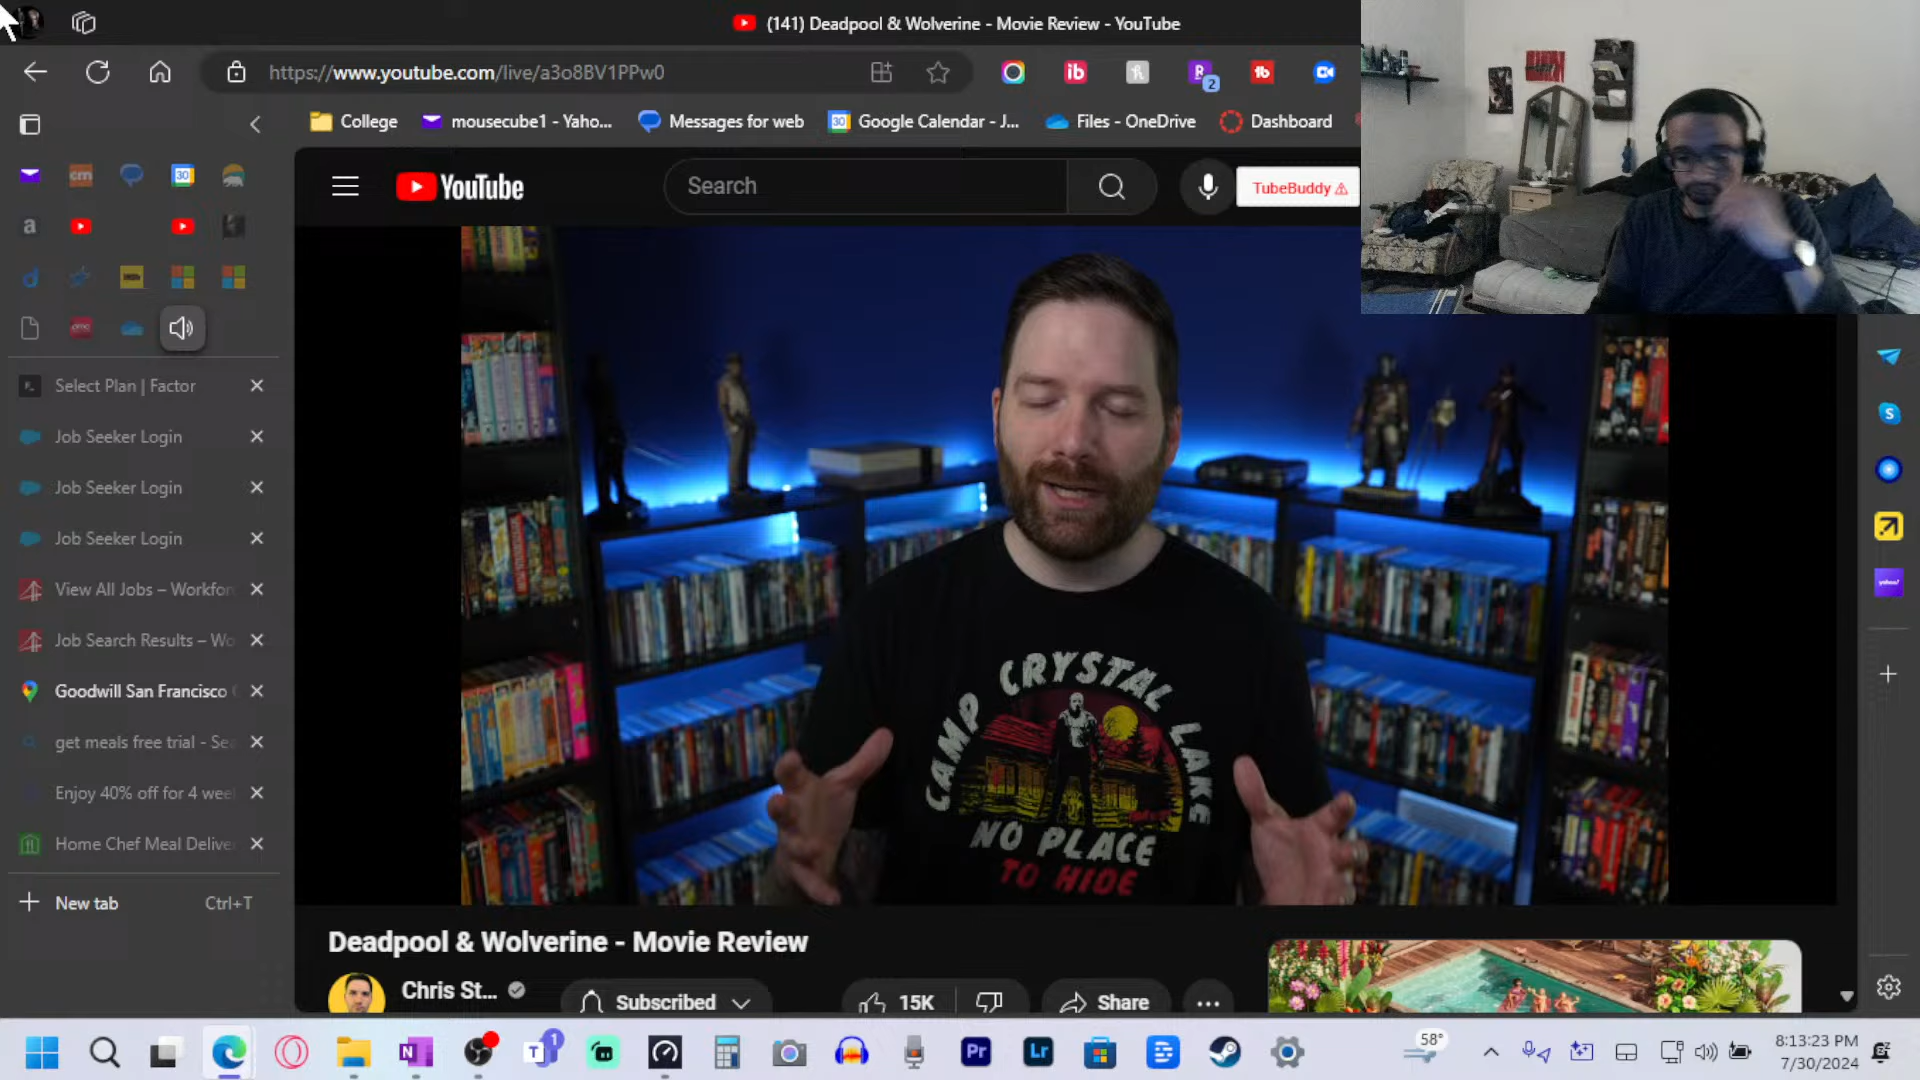 (141) Deadpool & Wolverine - Movie Review - YouTube
https://www.youtube.com/live/a3o8BV1PPw0
2
College
mousecube1 - Yaho...
Messages for web
Google Calendar - J...
Files - OneDrive
Dashboard
YouTube
Search
TubeBuddy
Select Plan | Factor
Job Seeker Login
Job Seeker Login
Job Seeker Login
View All Jobs – Workfor
Job Search Results – Wo
Goodwill San Francisco
get meals free trial - Sea
Enjoy 40% off for 4 wee
Home Chef Meal Delive
New tab
Ctrl+T
CAMP CRYSTAL LAKE
NO PLACE
TO HIDE
Deadpool & Wolverine - Movie Review
Chris St...
Subscribed
15K
Share
Pr
Lr
58°
8:13:23 PM
7/30/2024